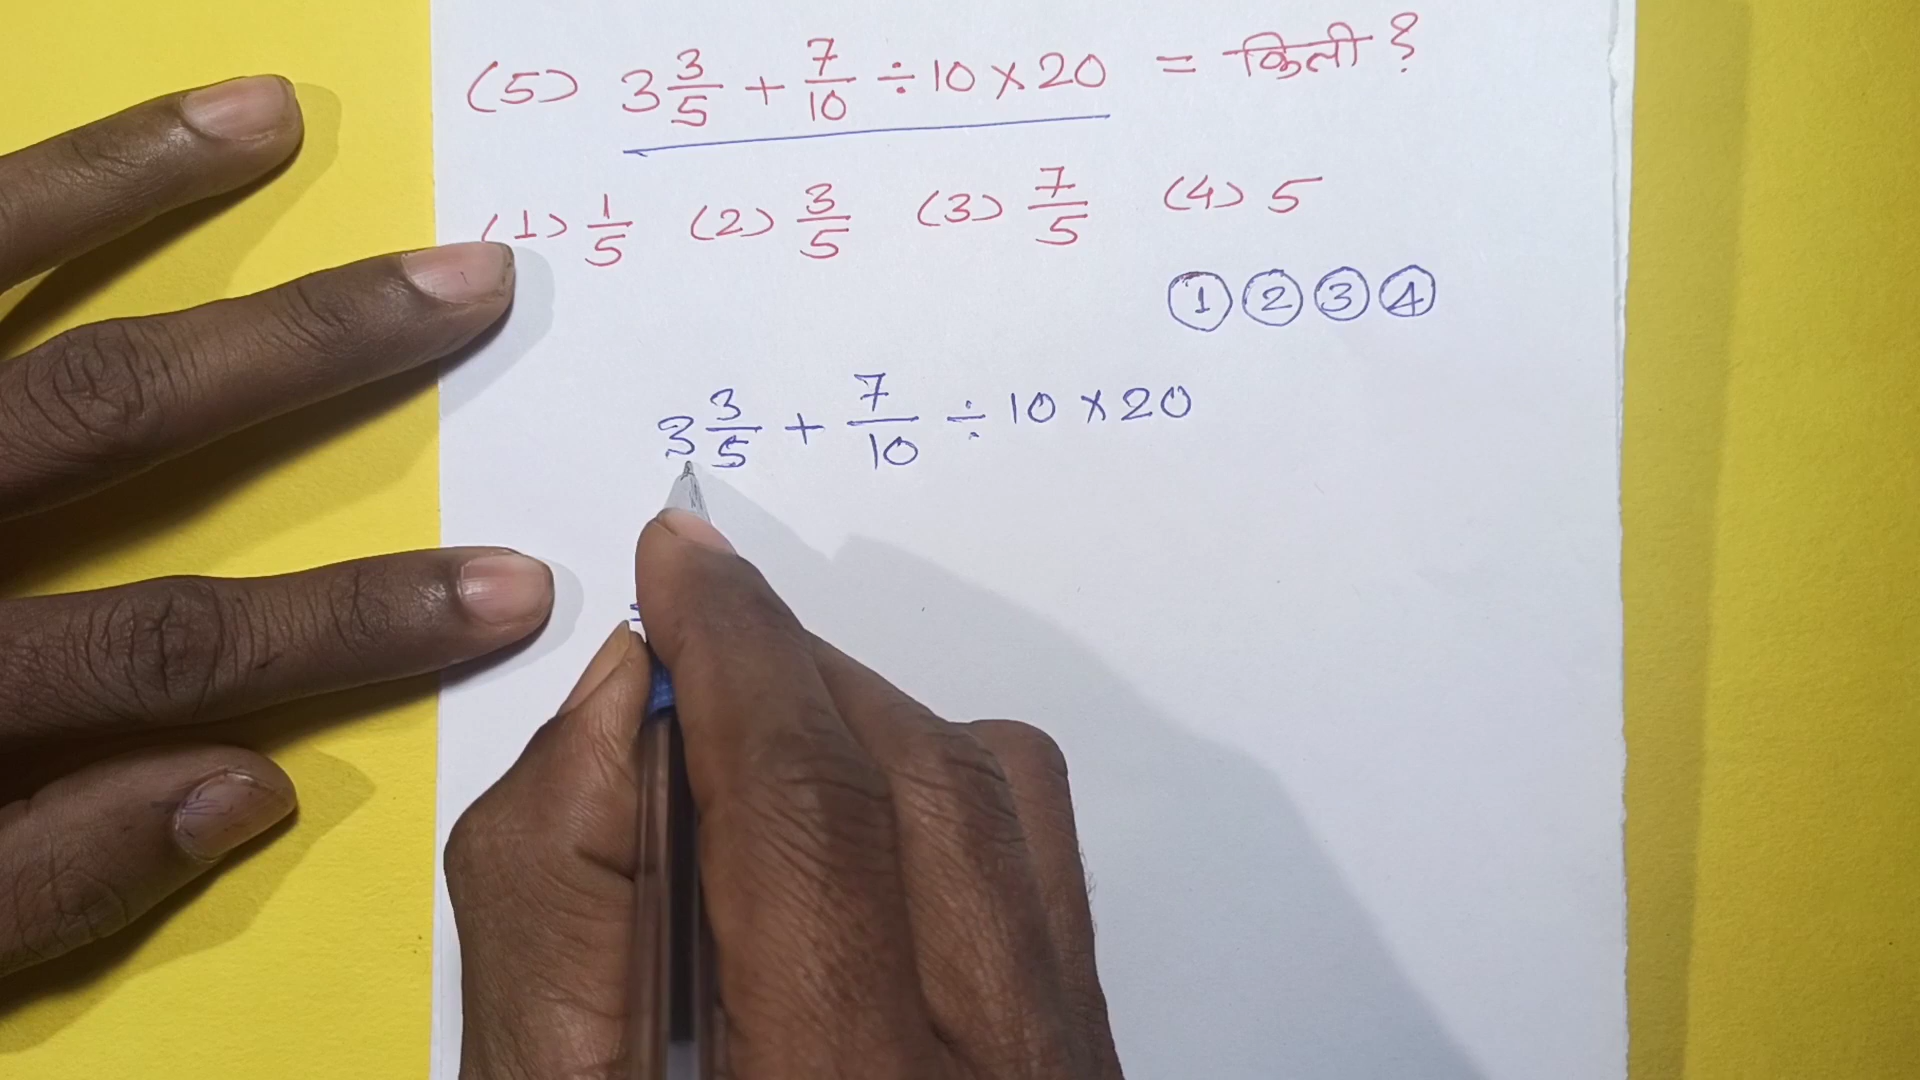 (5) 3 3/5 + 7/10 ÷ 10 × 20 = किती ?
(1) 1/5 (2) 3/5 (3) 7/5 (4) 5
① ② ③ ④
3 3/5 + 7/10 ÷ 10 × 20